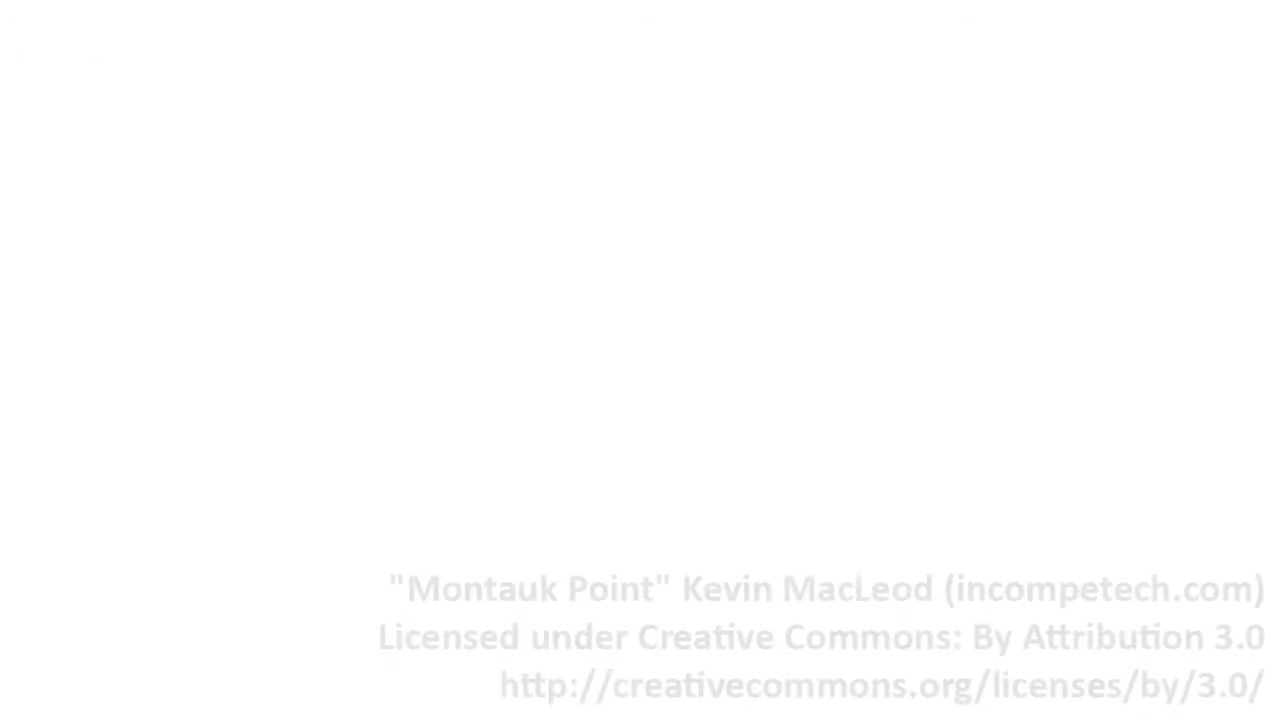 "Montauk Point" Kevin MacLeod (incompetech.com)
Licensed under Creative Commons: By Attribution 3.0
http://creativecommons.org/licenses/by/3.0/